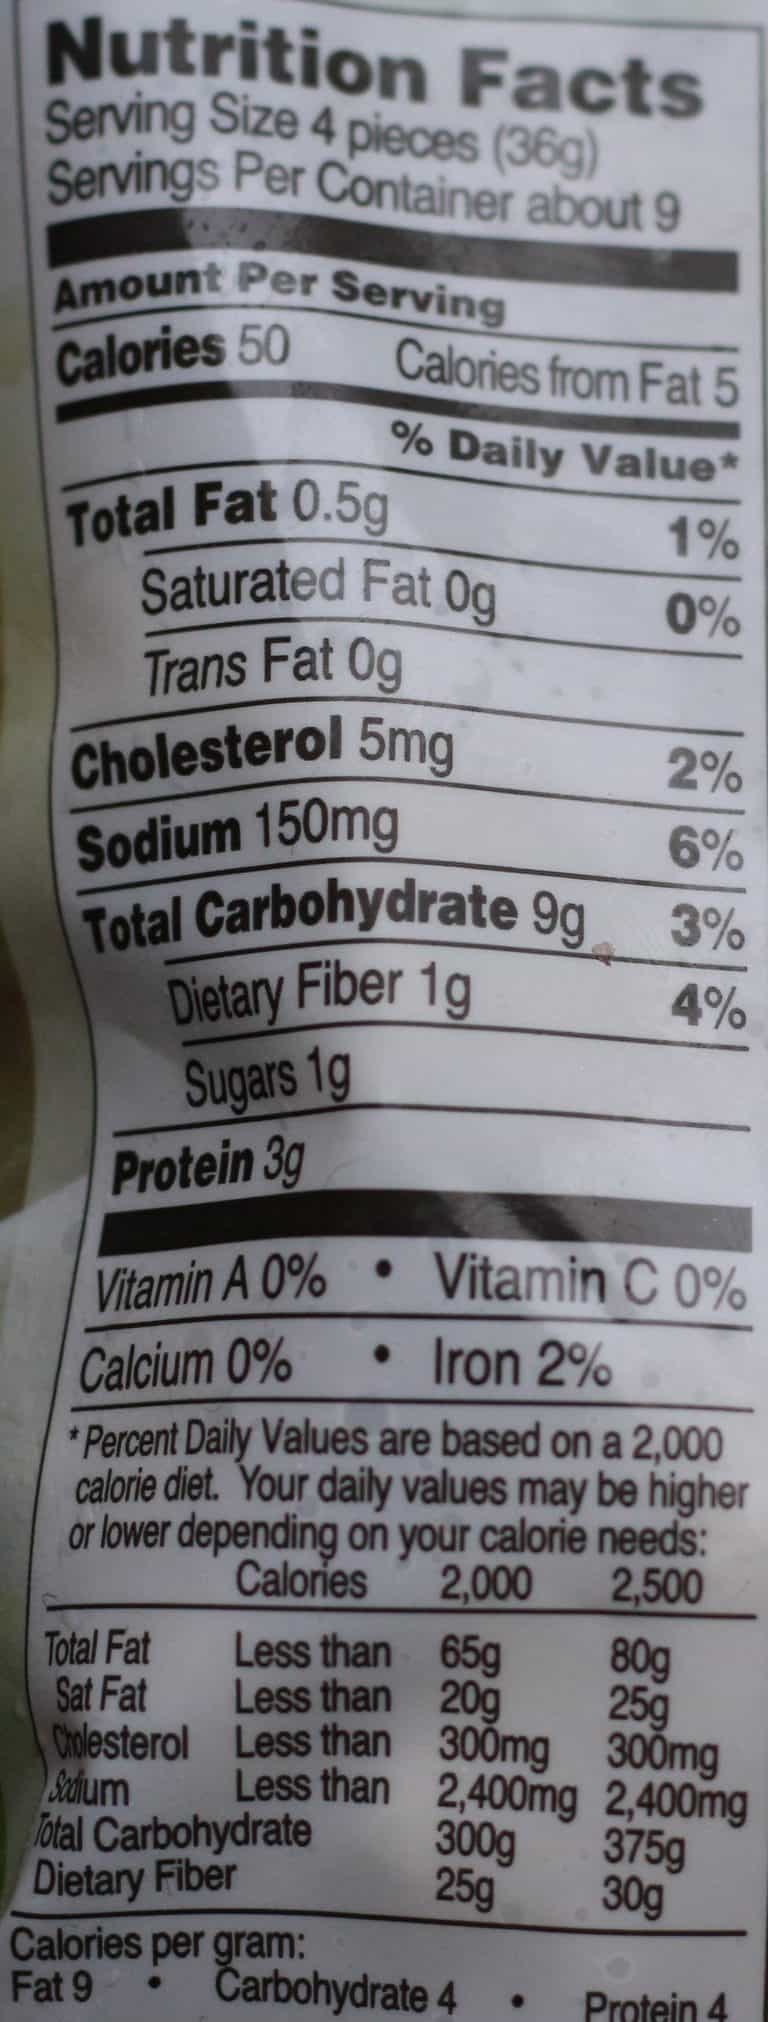 Nutrition Facts
Serving Size 4 pieces (36g)
Servings Per Container about 9
Amount Per Serving
Calories 50 Calories from Fat 5
% Daily Value*
Total Fat 0.5g 1%
Saturated Fat 0g 0%
Trans Fat 0g
Cholesterol 5mg 2%
Sodium 150mg 6%
Total Carbohydrate 9g 3%
Dietary Fiber 1g 4%
Sugars 1g
Protein 3g
Vitamin A 0% • Vitamin C 0%
Calcium 0% • Iron 2%
*Percent Daily Values are based on a 2,000
calorie diet. Your daily values may be higher
or lower depending on your calorie needs:
Calories 2,000 2,500
Total Fat Less than 65g 80g
Sat Fat Less than 20g 25g
Cholesterol Less than 300mg 300mg
Sodium Less than 2,400mg 2,400mg
Total Carbohydrate 300g 375g
Dietary Fiber 25g 30g
Calories per gram:
Fat 9 • Carbohydrate 4 • Protein 4